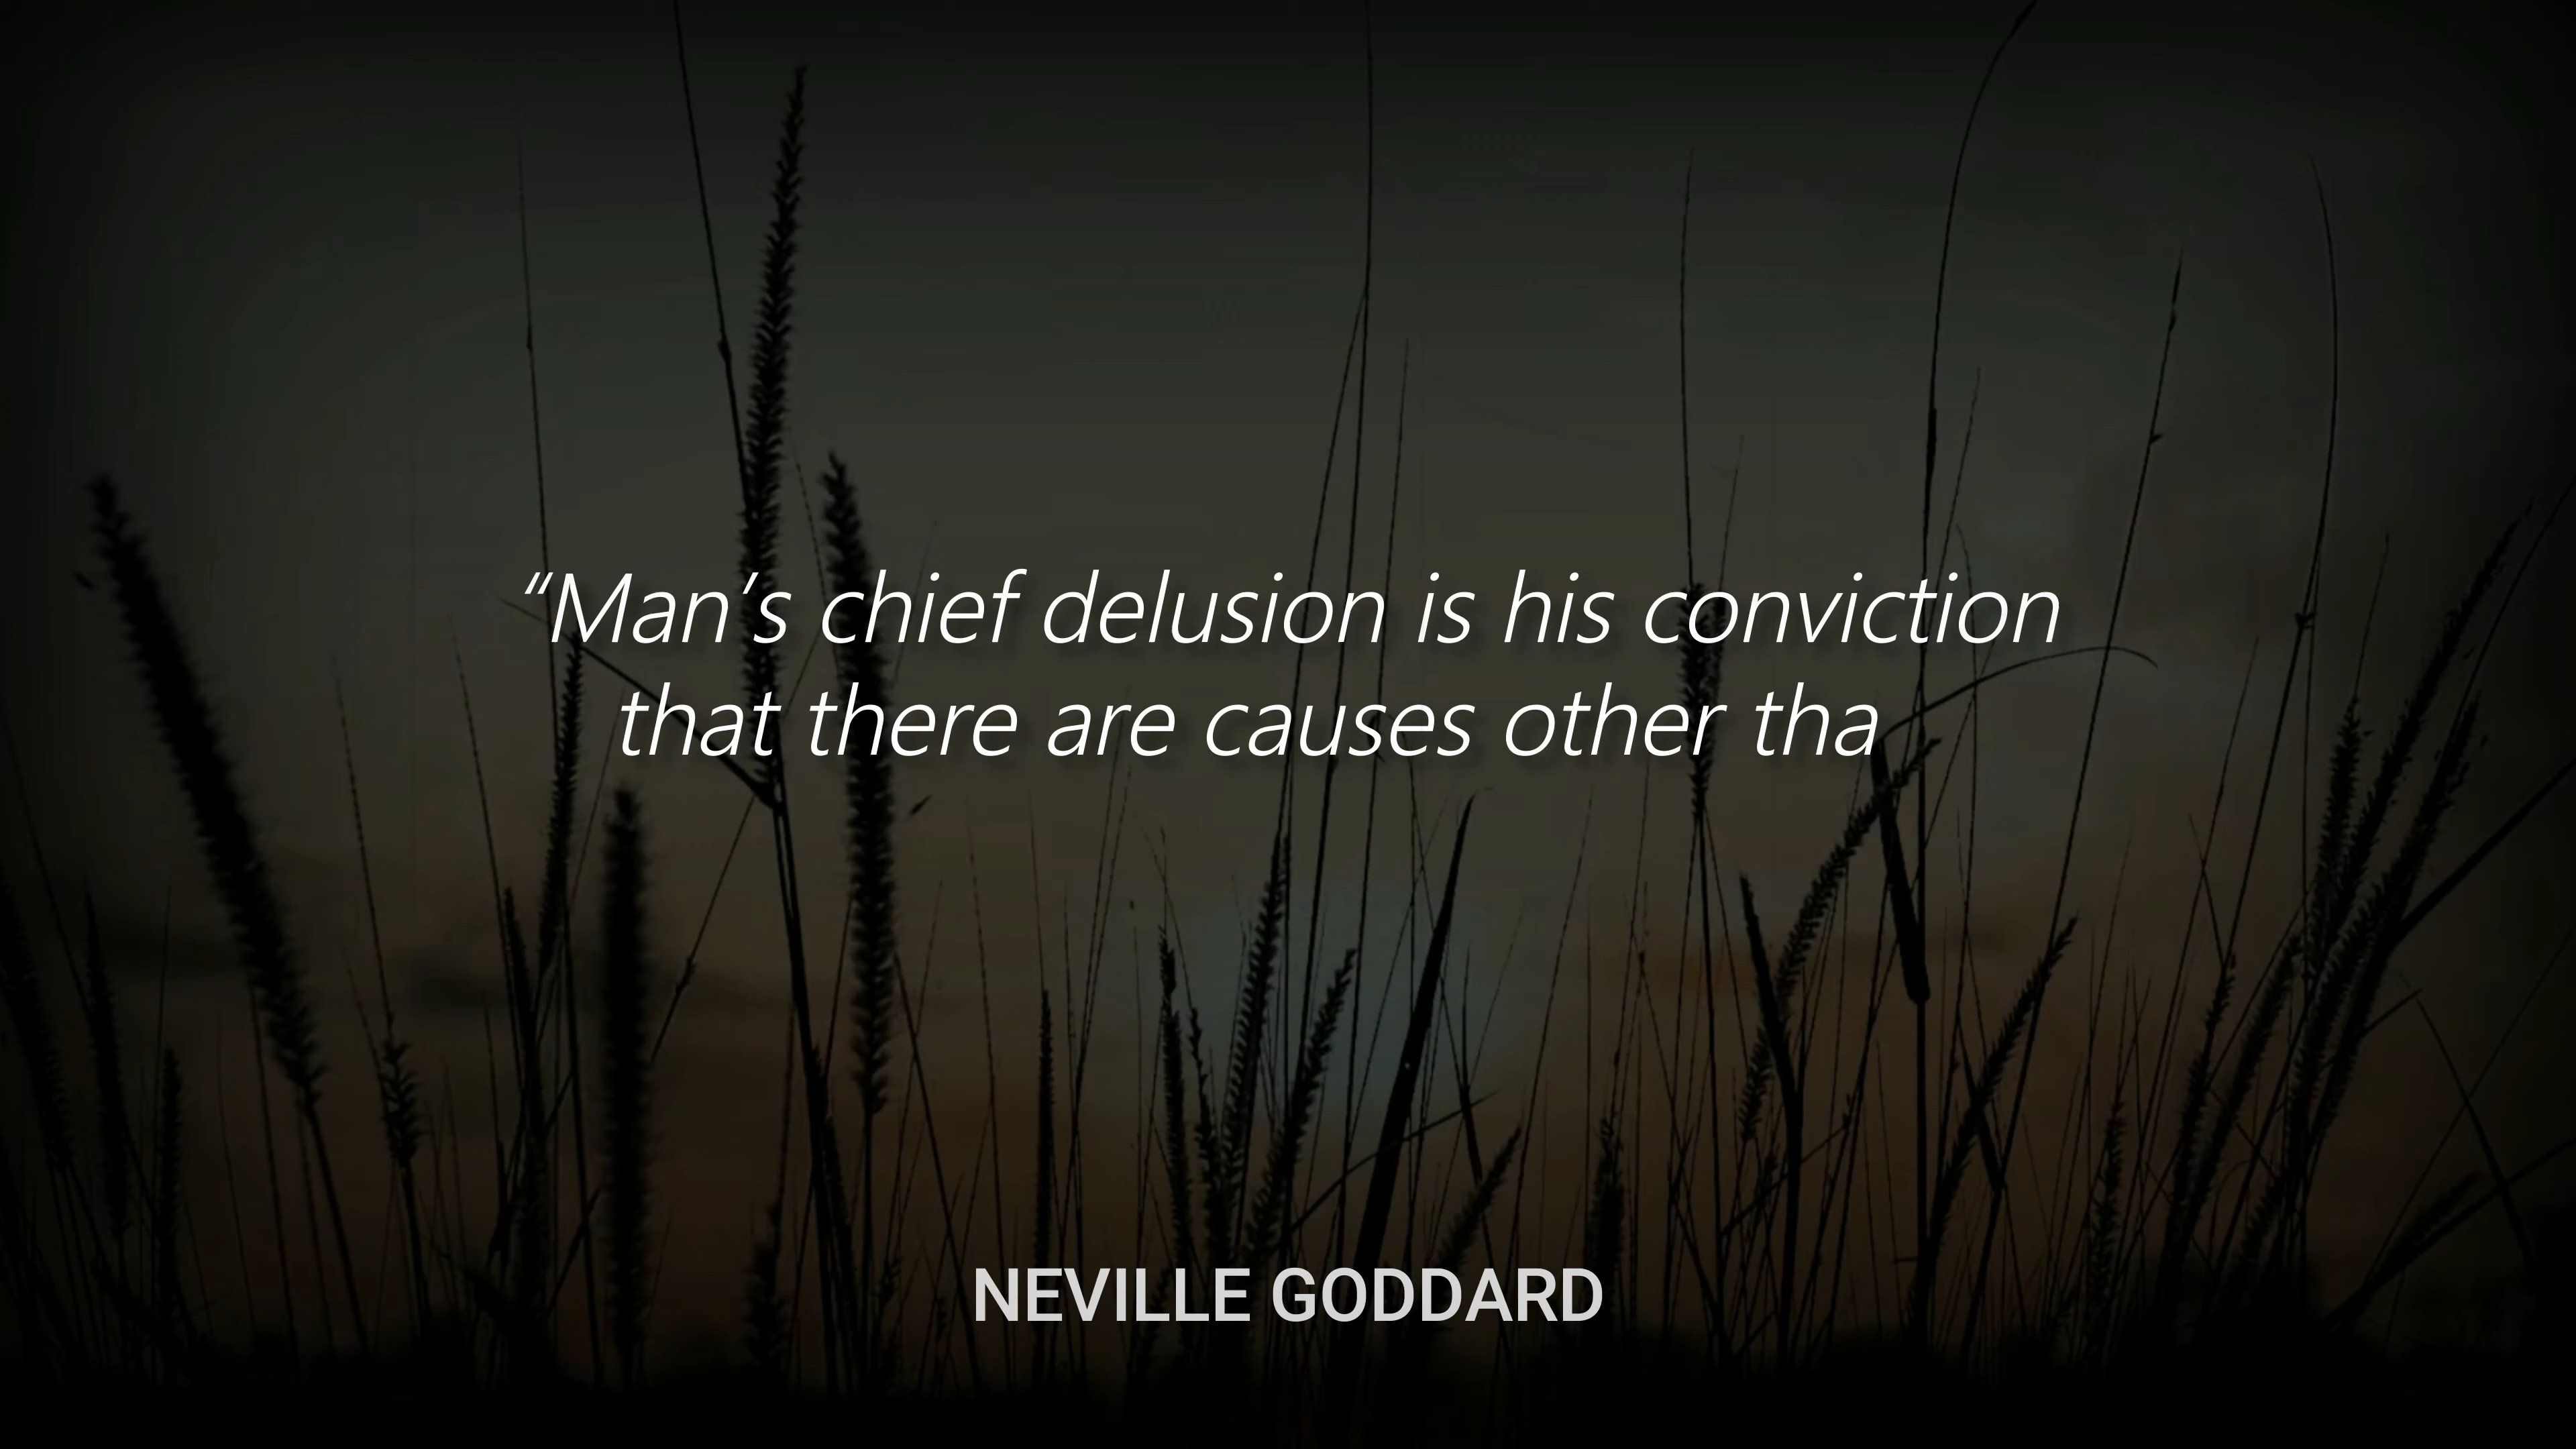 “Man’s chief delusion is his conviction
that there are causes other tha
NEVILLE GODDARD